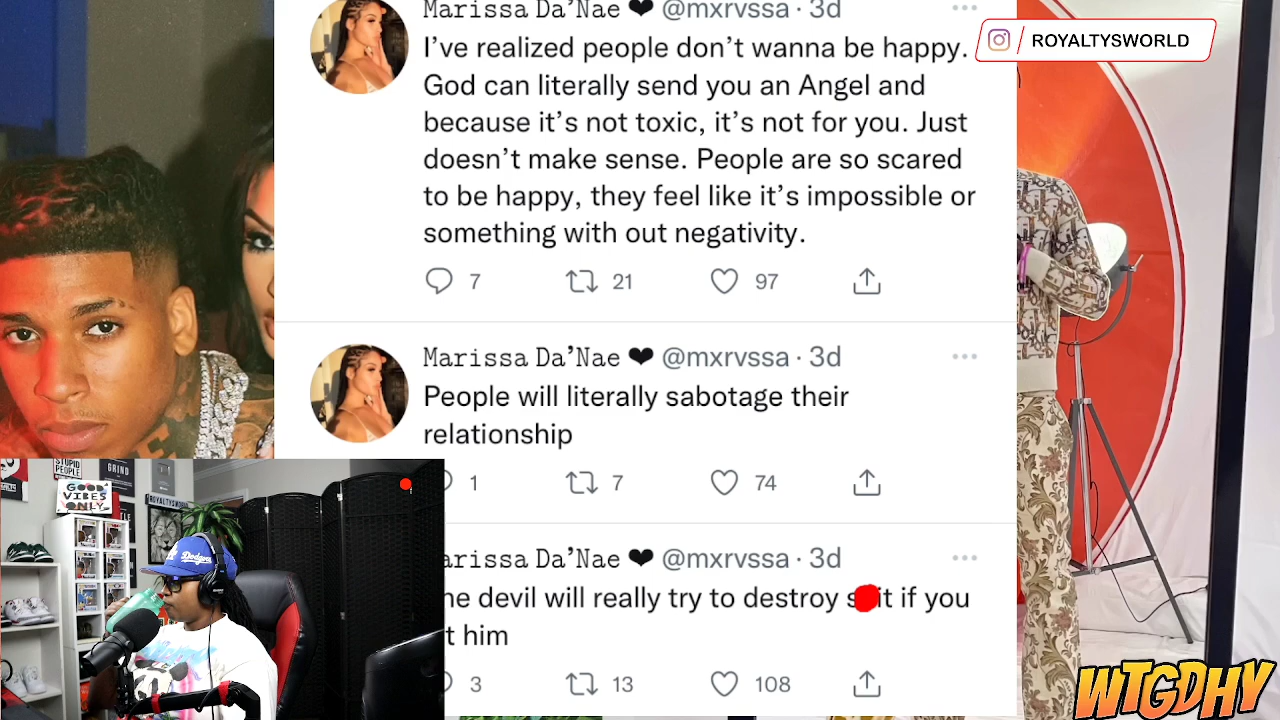 Marissa Da’Nae ❤ @mxrvssa · 3d
I’ve realized people don’t wanna be happy.
God can literally send you an Angel and
because it’s not toxic, it’s not for you. Just
doesn’t make sense. People are so scared
to be happy, they feel like it’s impossible or
something with out negativity.
7 21 97
Marissa Da’Nae ❤ @mxrvssa · 3d
People will literally sabotage their
relationship
1 7 74
arissa Da’Nae ❤ @mxrvssa · 3d
he devil will really try to destroy s it if you
t him
3 13 108
ROYALTYSWORLD
STUPID
PEOPLE
GRIND
GOOD
VIBES
ONLY
ROYALTYSWORLD
Dodgers
WTGDHY